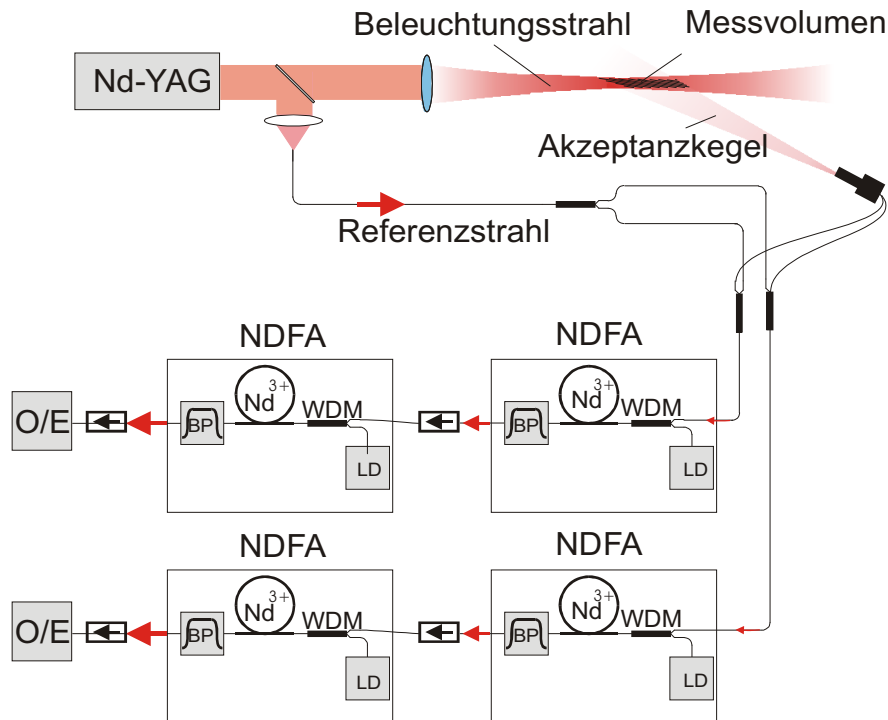 Beleuchtungsstrahl
Messvolumen
Nd-YAG
Akzeptanzkegel
Referenzstrahl
NDFA
NDFA
O/E
BP
Nd3+
WDM
LD
BP
Nd3+
WDM
LD
NDFA
NDFA
O/E
BP
Nd3+
WDM
LD
BP
Nd3+
WDM
LD